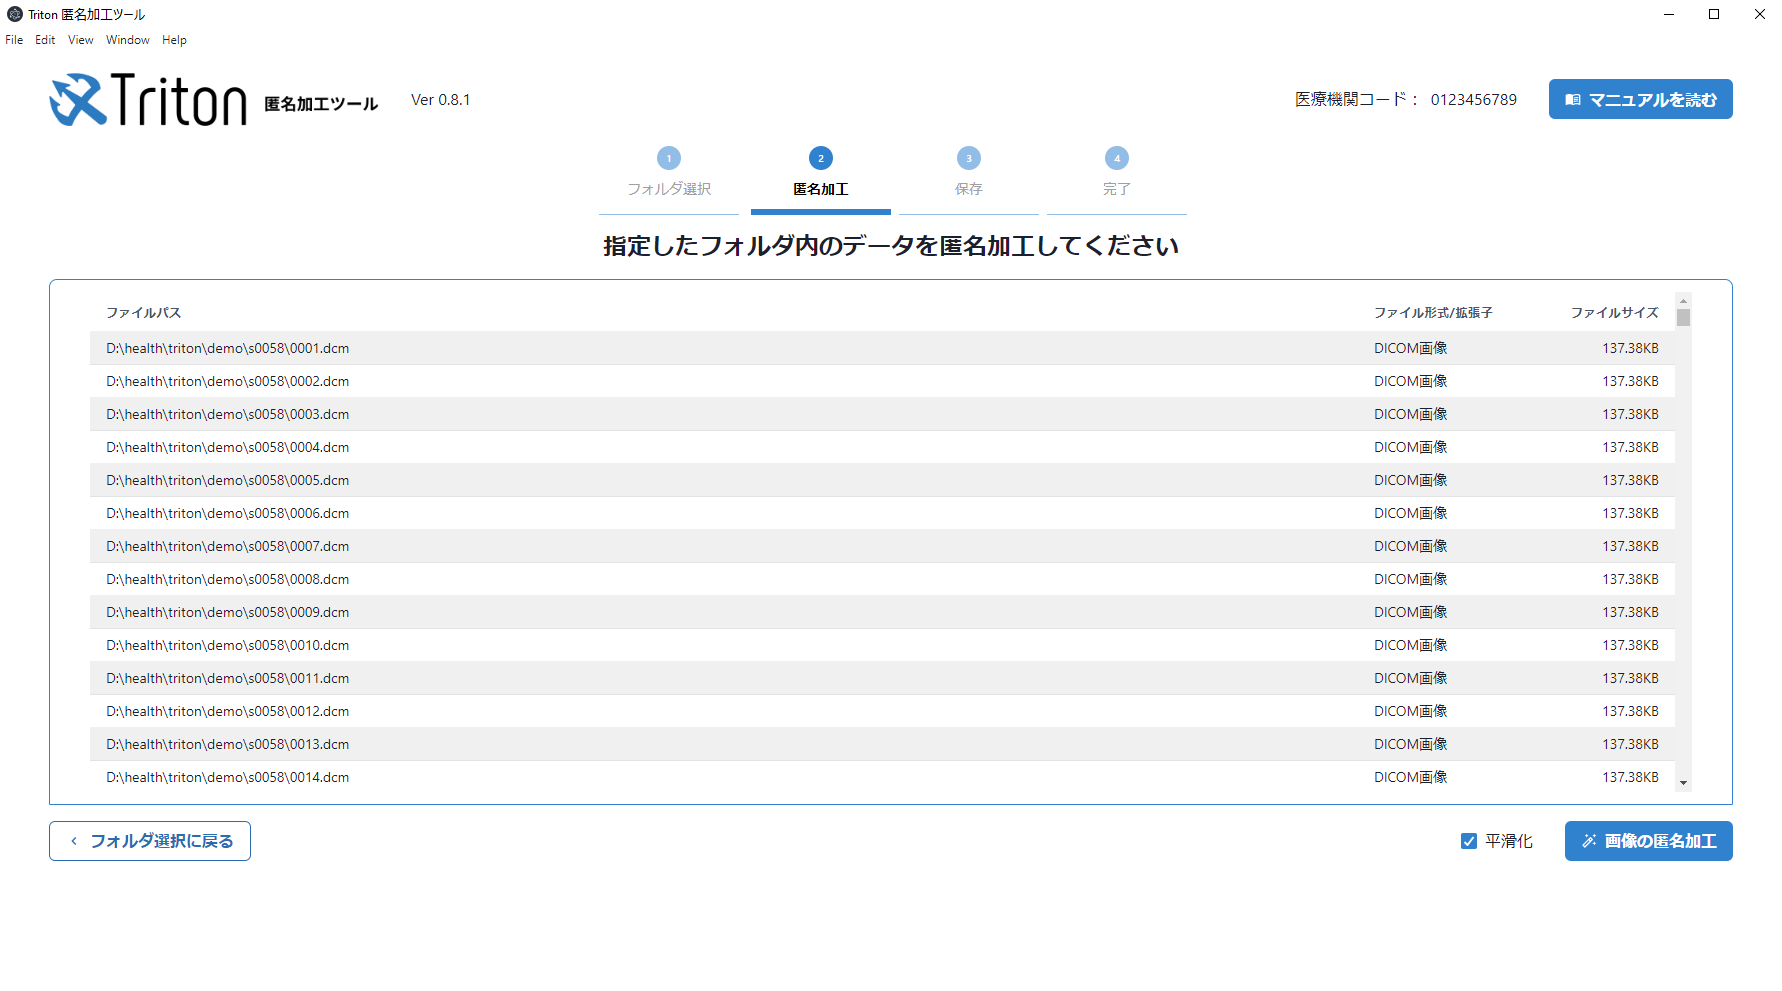 Triton 匿名加工ツール
File Edit View Window Help
Triton 匿名加工ツール Ver 0.8.1 医療機関コード： 0123456789 マニュアルを読む
1 2 3 4
フォルダ選択 匿名加工 保存 完了
指定したフォルダ内のデータを匿名加工してください
ファイルパス ファイル形式/拡張子 ファイルサイズ
D:\health\triton\demo\s0058\0001.dcm DICOM画像 137.38KB
D:\health\triton\demo\s0058\0002.dcm DICOM画像 137.38KB
D:\health\triton\demo\s0058\0003.dcm DICOM画像 137.38KB
D:\health\triton\demo\s0058\0004.dcm DICOM画像 137.38KB
D:\health\triton\demo\s0058\0005.dcm DICOM画像 137.38KB
D:\health\triton\demo\s0058\0006.dcm DICOM画像 137.38KB
D:\health\triton\demo\s0058\0007.dcm DICOM画像 137.38KB
D:\health\triton\demo\s0058\0008.dcm DICOM画像 137.38KB
D:\health\triton\demo\s0058\0009.dcm DICOM画像 137.38KB
D:\health\triton\demo\s0058\0010.dcm DICOM画像 137.38KB
D:\health\triton\demo\s0058\0011.dcm DICOM画像 137.38KB
D:\health\triton\demo\s0058\0012.dcm DICOM画像 137.38KB
D:\health\triton\demo\s0058\0013.dcm DICOM画像 137.38KB
D:\health\triton\demo\s0058\0014.dcm DICOM画像 137.38KB
フォルダ選択に戻る 平滑化 画像の匿名加工